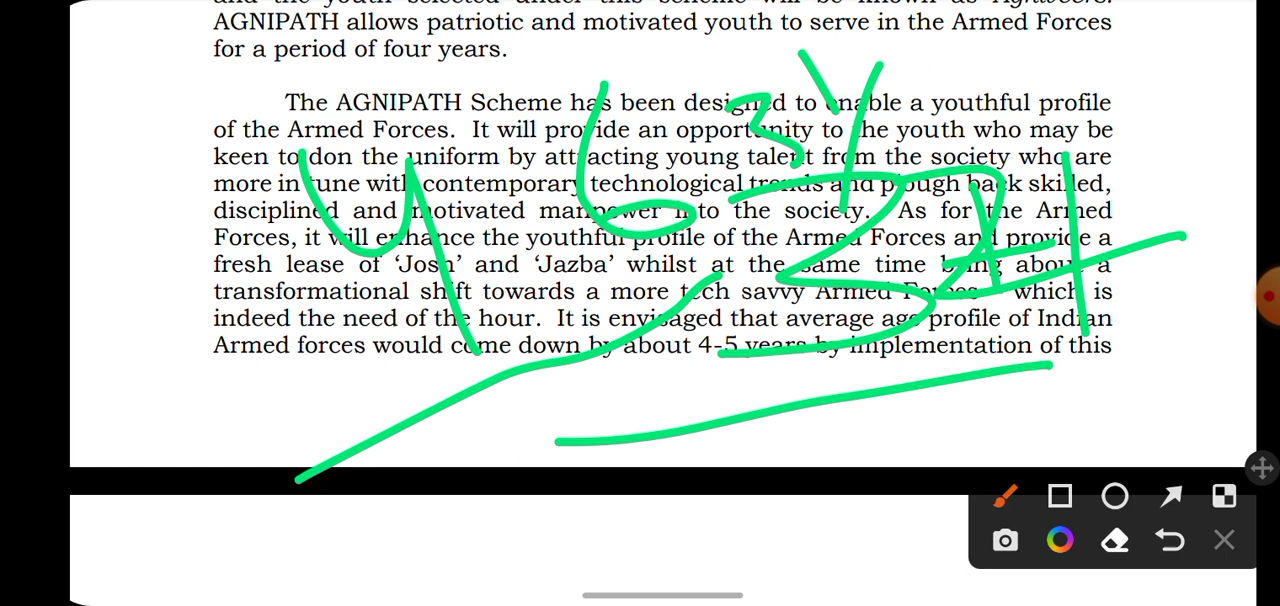 AGNIPATH allows patriotic and motivated youth to serve in the Armed Forces
for a period of four years.
The AGNIPATH Scheme has been designed to enable a youthful profile
of the Armed Forces. It will provide an opportunity to the youth who may be
keen to don the uniform by attracting young talent from the society who are
more in tune with contemporary technological trends and plough back skilled,
disciplined and motivated manpower into the society. As for the Armed
Forces, it will enhance the youthful profile of the Armed Forces and provide a
fresh lease of ‘Josh’ and ‘Jazba’ whilst at the same time bring about a
transformational shift towards a more tech savvy Armed Forces which is
indeed the need of the hour. It is envisaged that average age profile of Indian
Armed forces would come down by about 4-5 years by implementation of this